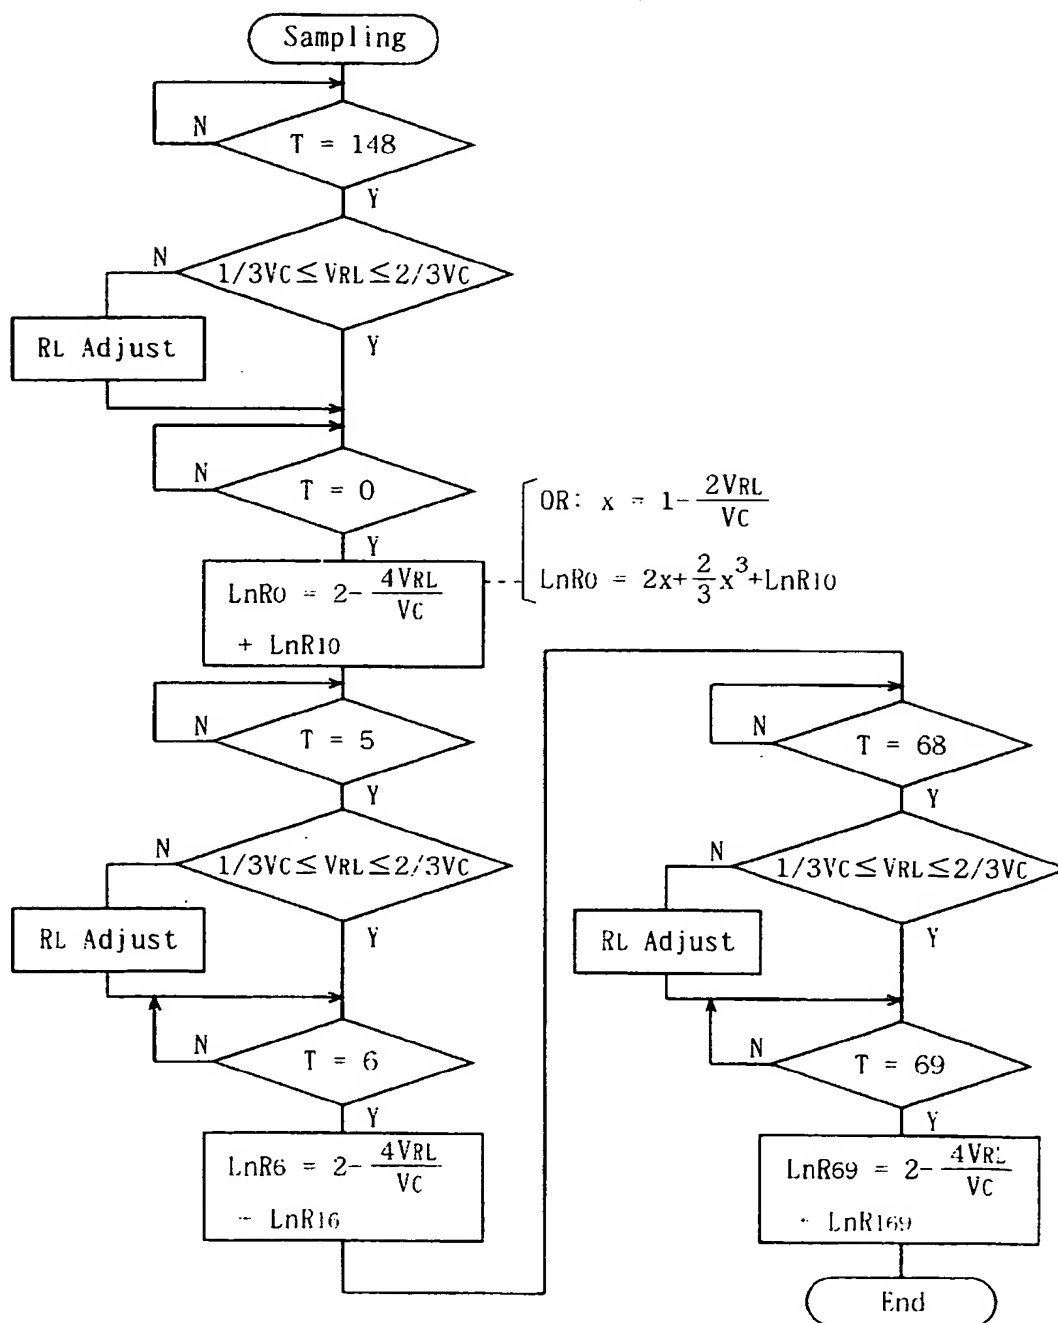 Sampling
N
T = 148
Y
N
1/3VC≤VRL≤2/3VC
RL Adjust
Y
N
T = 0
Y
OR: x = 1- 2VRL/VC
LnR0 = 2x+ 2/3 x³+LnR10
LnR0 = 2- 4VRL/VC
+ LnR10
N
T = 5
Y
N
1/3VC≤VRL≤2/3VC
RL Adjust
Y
N
T = 6
Y
LnR6 = 2- 4VRL/VC
LnR16
N
T = 68
Y
N
1/3VC≤VRL≤2/3VC
RL Adjust
Y
N
T = 69
Y
LnR69 = 2- 4VRL/VC
LnR169
End